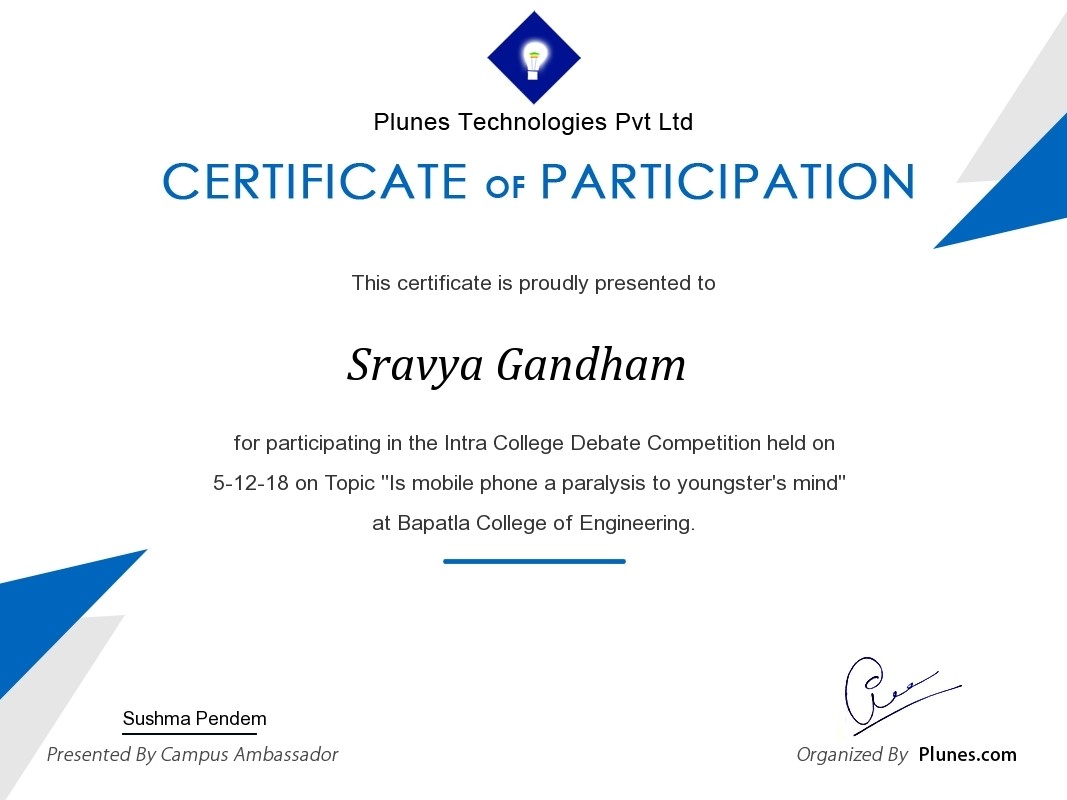 Plunes Technologies Pvt Ltd
CERTIFICATE OF PARTICIPATION
This certificate is proudly presented to
Sravya Gandham
for participating in the Intra College Debate Competition held on
5-12-18 on Topic "Is mobile phone a paralysis to youngster's mind"
at Bapatla College of Engineering.
Sushma Pendem
Presented By Campus Ambassador
Organized By Plunes.com